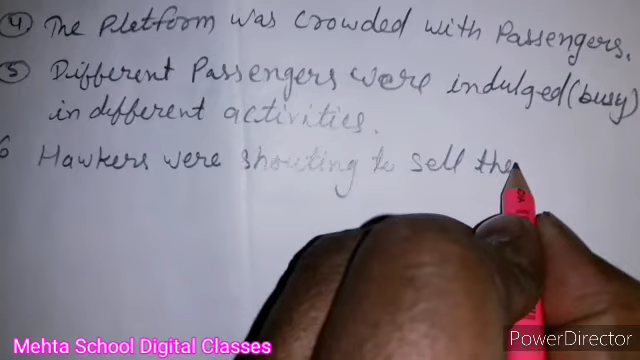 ④ The Platform was crowded with Passengers.
⑤ Different Passengers were indulged (busy)
in different activities.
6 Hawkers were shouting to sell the
Mehta School Digital Classes
PowerDirector